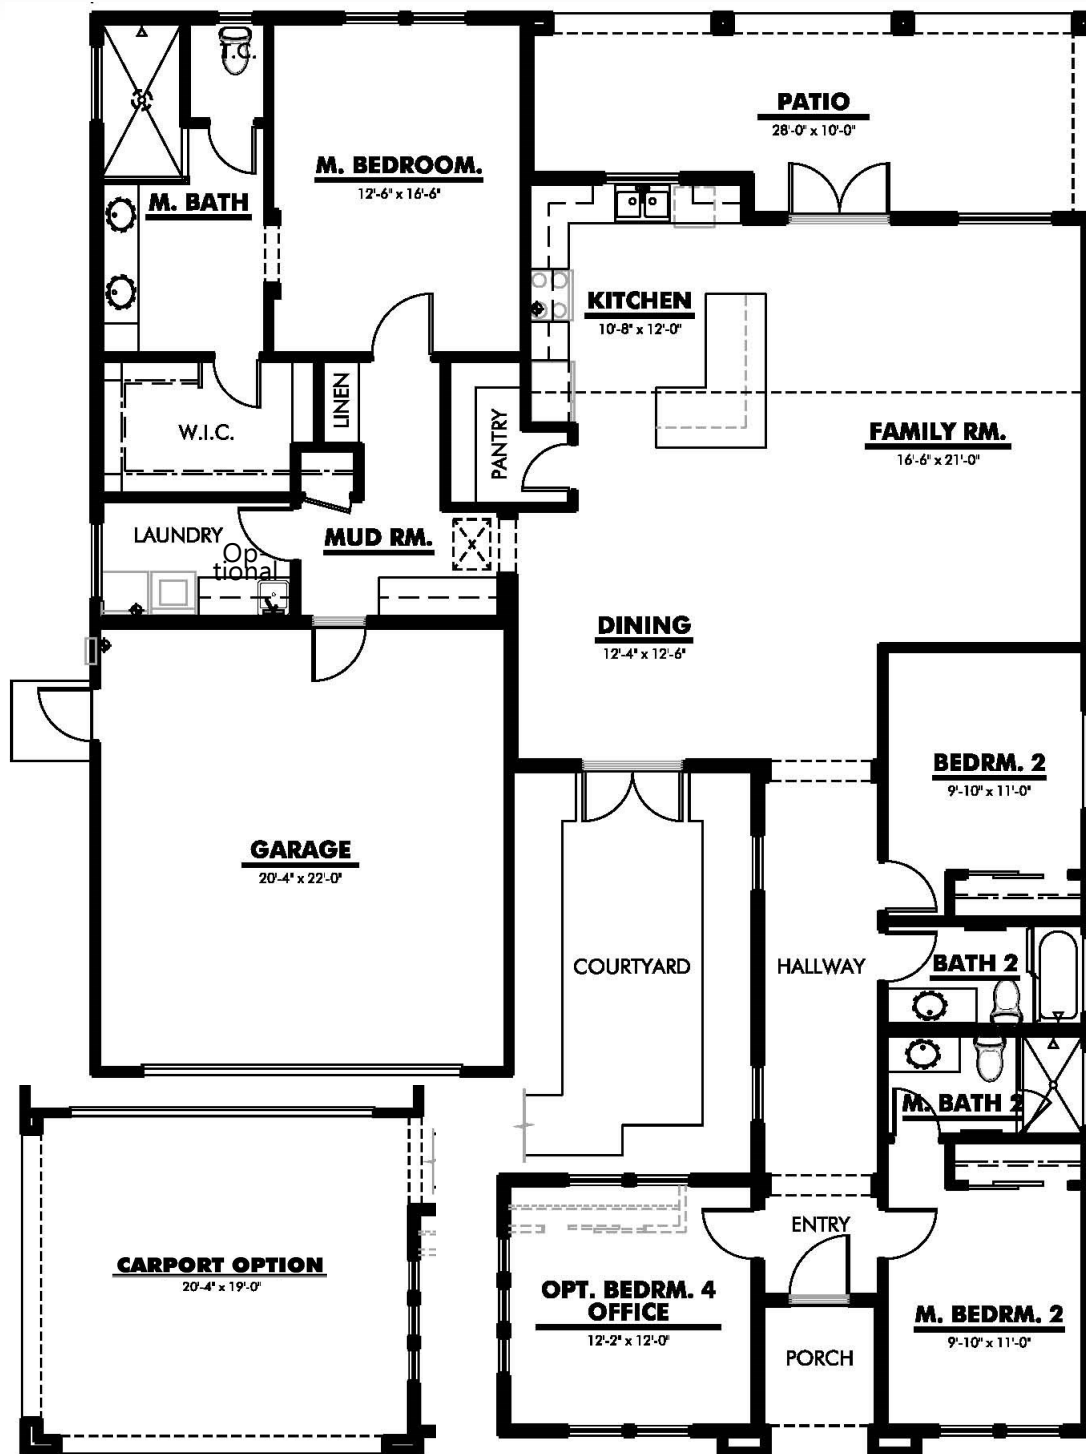 T.C.
PATIO
28'-0" x 10'-0"
M. BEDROOM.
12'-6" x 16'-6"
M. BATH
KITCHEN
10'-8" x 12'-0"
LINEN
W.I.C.
PANTRY
FAMILY RM.
16'-6" x 21'-0"
LAUNDRY
Op-
tional
MUD RM.
x
DINING
12'-4" x 12'-6"
BEDRM. 2
9'-10" x 11'-0"
GARAGE
20'-4" x 22'-0"
COURTYARD
HALLWAY
BATH 2
M. BATH 2
ENTRY
CARPORT OPTION
20'-4" x 19'-0"
OPT. BEDRM. 4
OFFICE
12'-2" x 12'-0"
M. BEDRM. 2
9'-10" x 11'-0"
PORCH